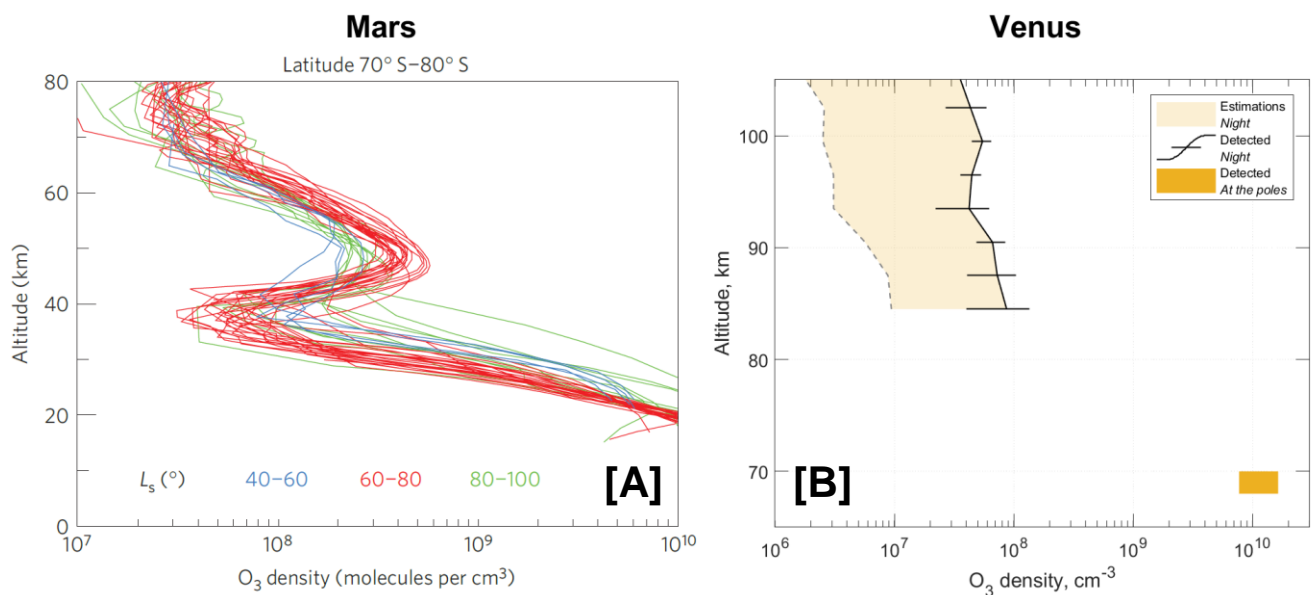 Mars
Latitude 70° S–80° S
80
60
40
20
0
Altitude (km)
Lₛ (°) 40–60 60–80 80–100
[A]
10⁷ 10⁸ 10⁹ 10¹⁰
O₃ density (molecules per cm³)
Venus
Estimations
Night
Detected
Night
Detected
At the poles
100
90
80
70
Altitude, km
[B]
10⁶ 10⁷ 10⁸ 10⁹ 10¹⁰
O₃ density, cm⁻³